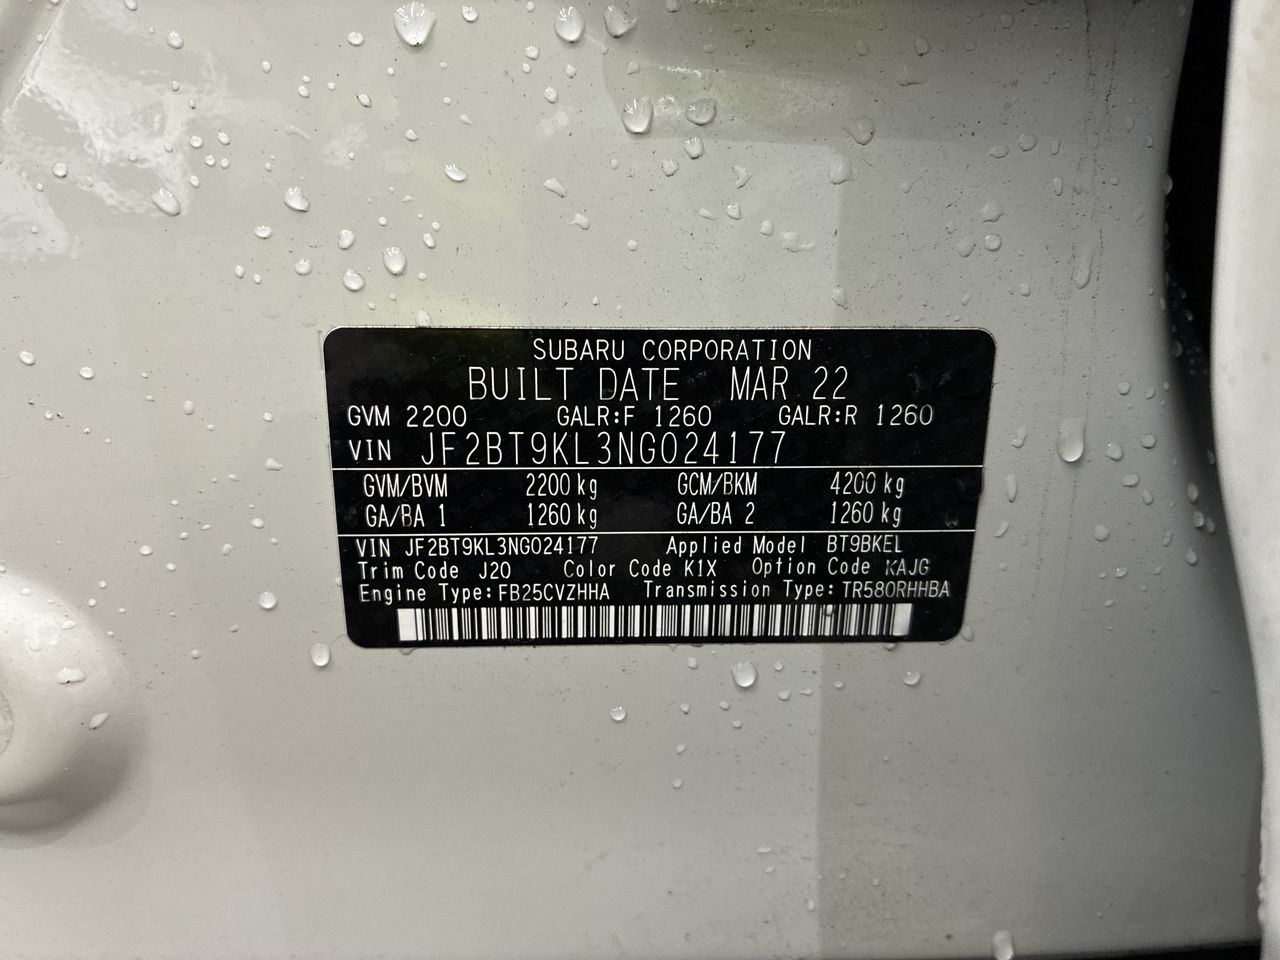 SUBARU CORPORATION
BUILT DATE MAR 22
GVM 2200 GALR:F 1260 GALR:R 1260
VIN JF2BT9KL3NG024177
GVM/BVM 2200 kg GCM/BKM 4200 kg
GA/BA 1 1260 kg GA/BA 2 1260 kg
VIN JF2BT9KL3NG024177 Applied Model BT9BKEL
Trim Code J20 Color Code K1X Option Code KAJG
Engine Type:FB25CVZHHA Transmission Type:TR580RHHBA